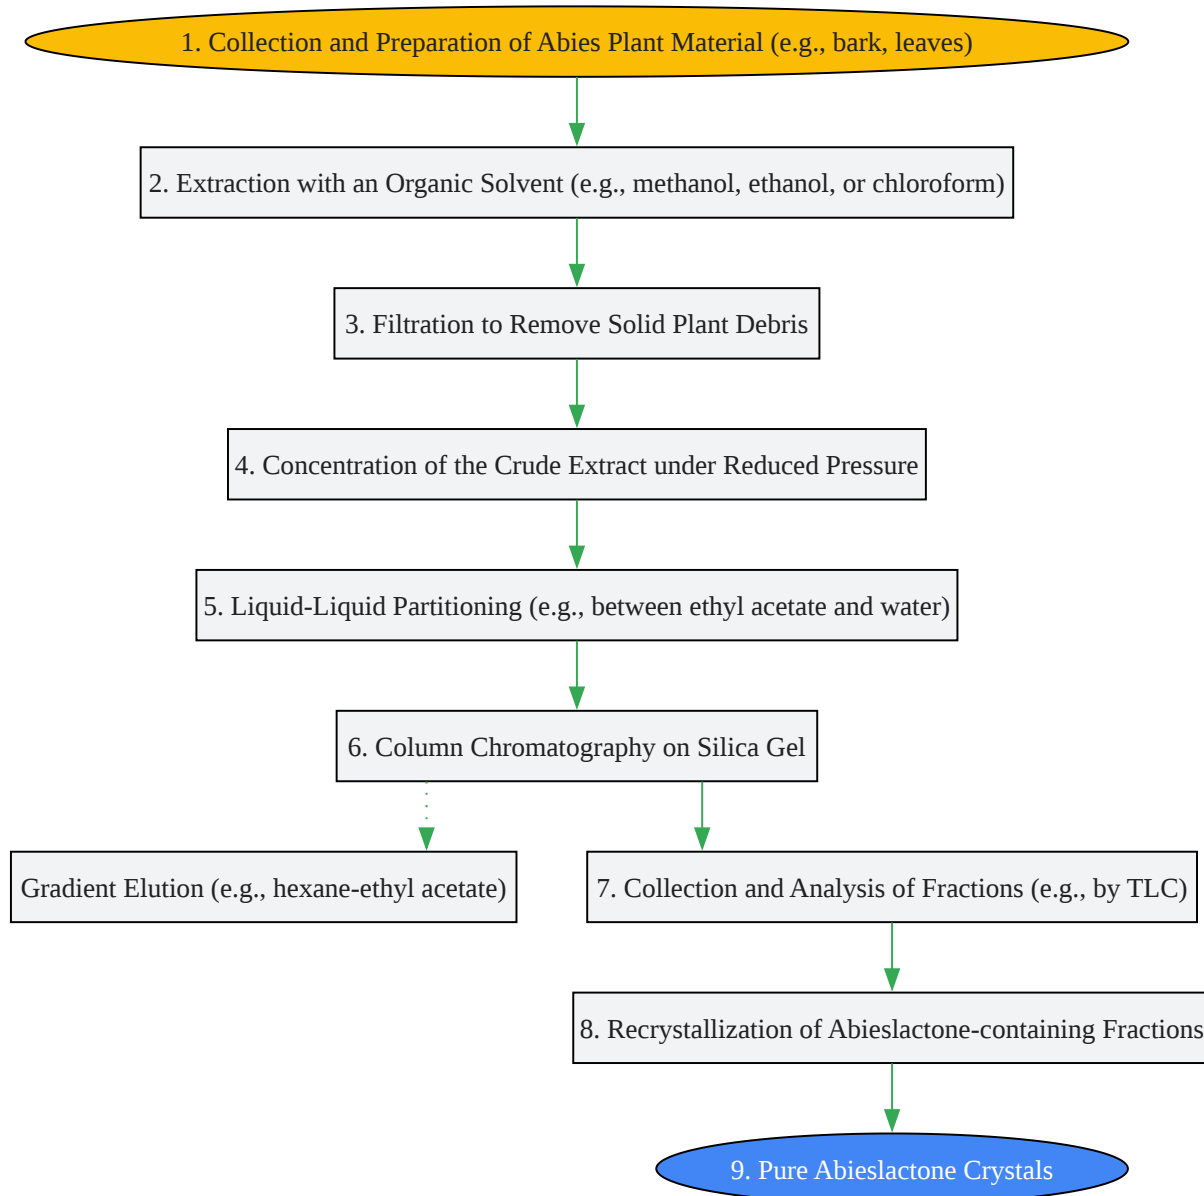 1. Collection and Preparation of Abies Plant Material (e.g., bark, leaves)
2. Extraction with an Organic Solvent (e.g., methanol, ethanol, or chloroform)
3. Filtration to Remove Solid Plant Debris
4. Concentration of the Crude Extract under Reduced Pressure
5. Liquid-Liquid Partitioning (e.g., between ethyl acetate and water)
6. Column Chromatography on Silica Gel
Gradient Elution (e.g., hexane-ethyl acetate)
7. Collection and Analysis of Fractions (e.g., by TLC)
8. Recrystallization of Abieslactone-containing Fractions
9. Pure Abieslactone Crystals